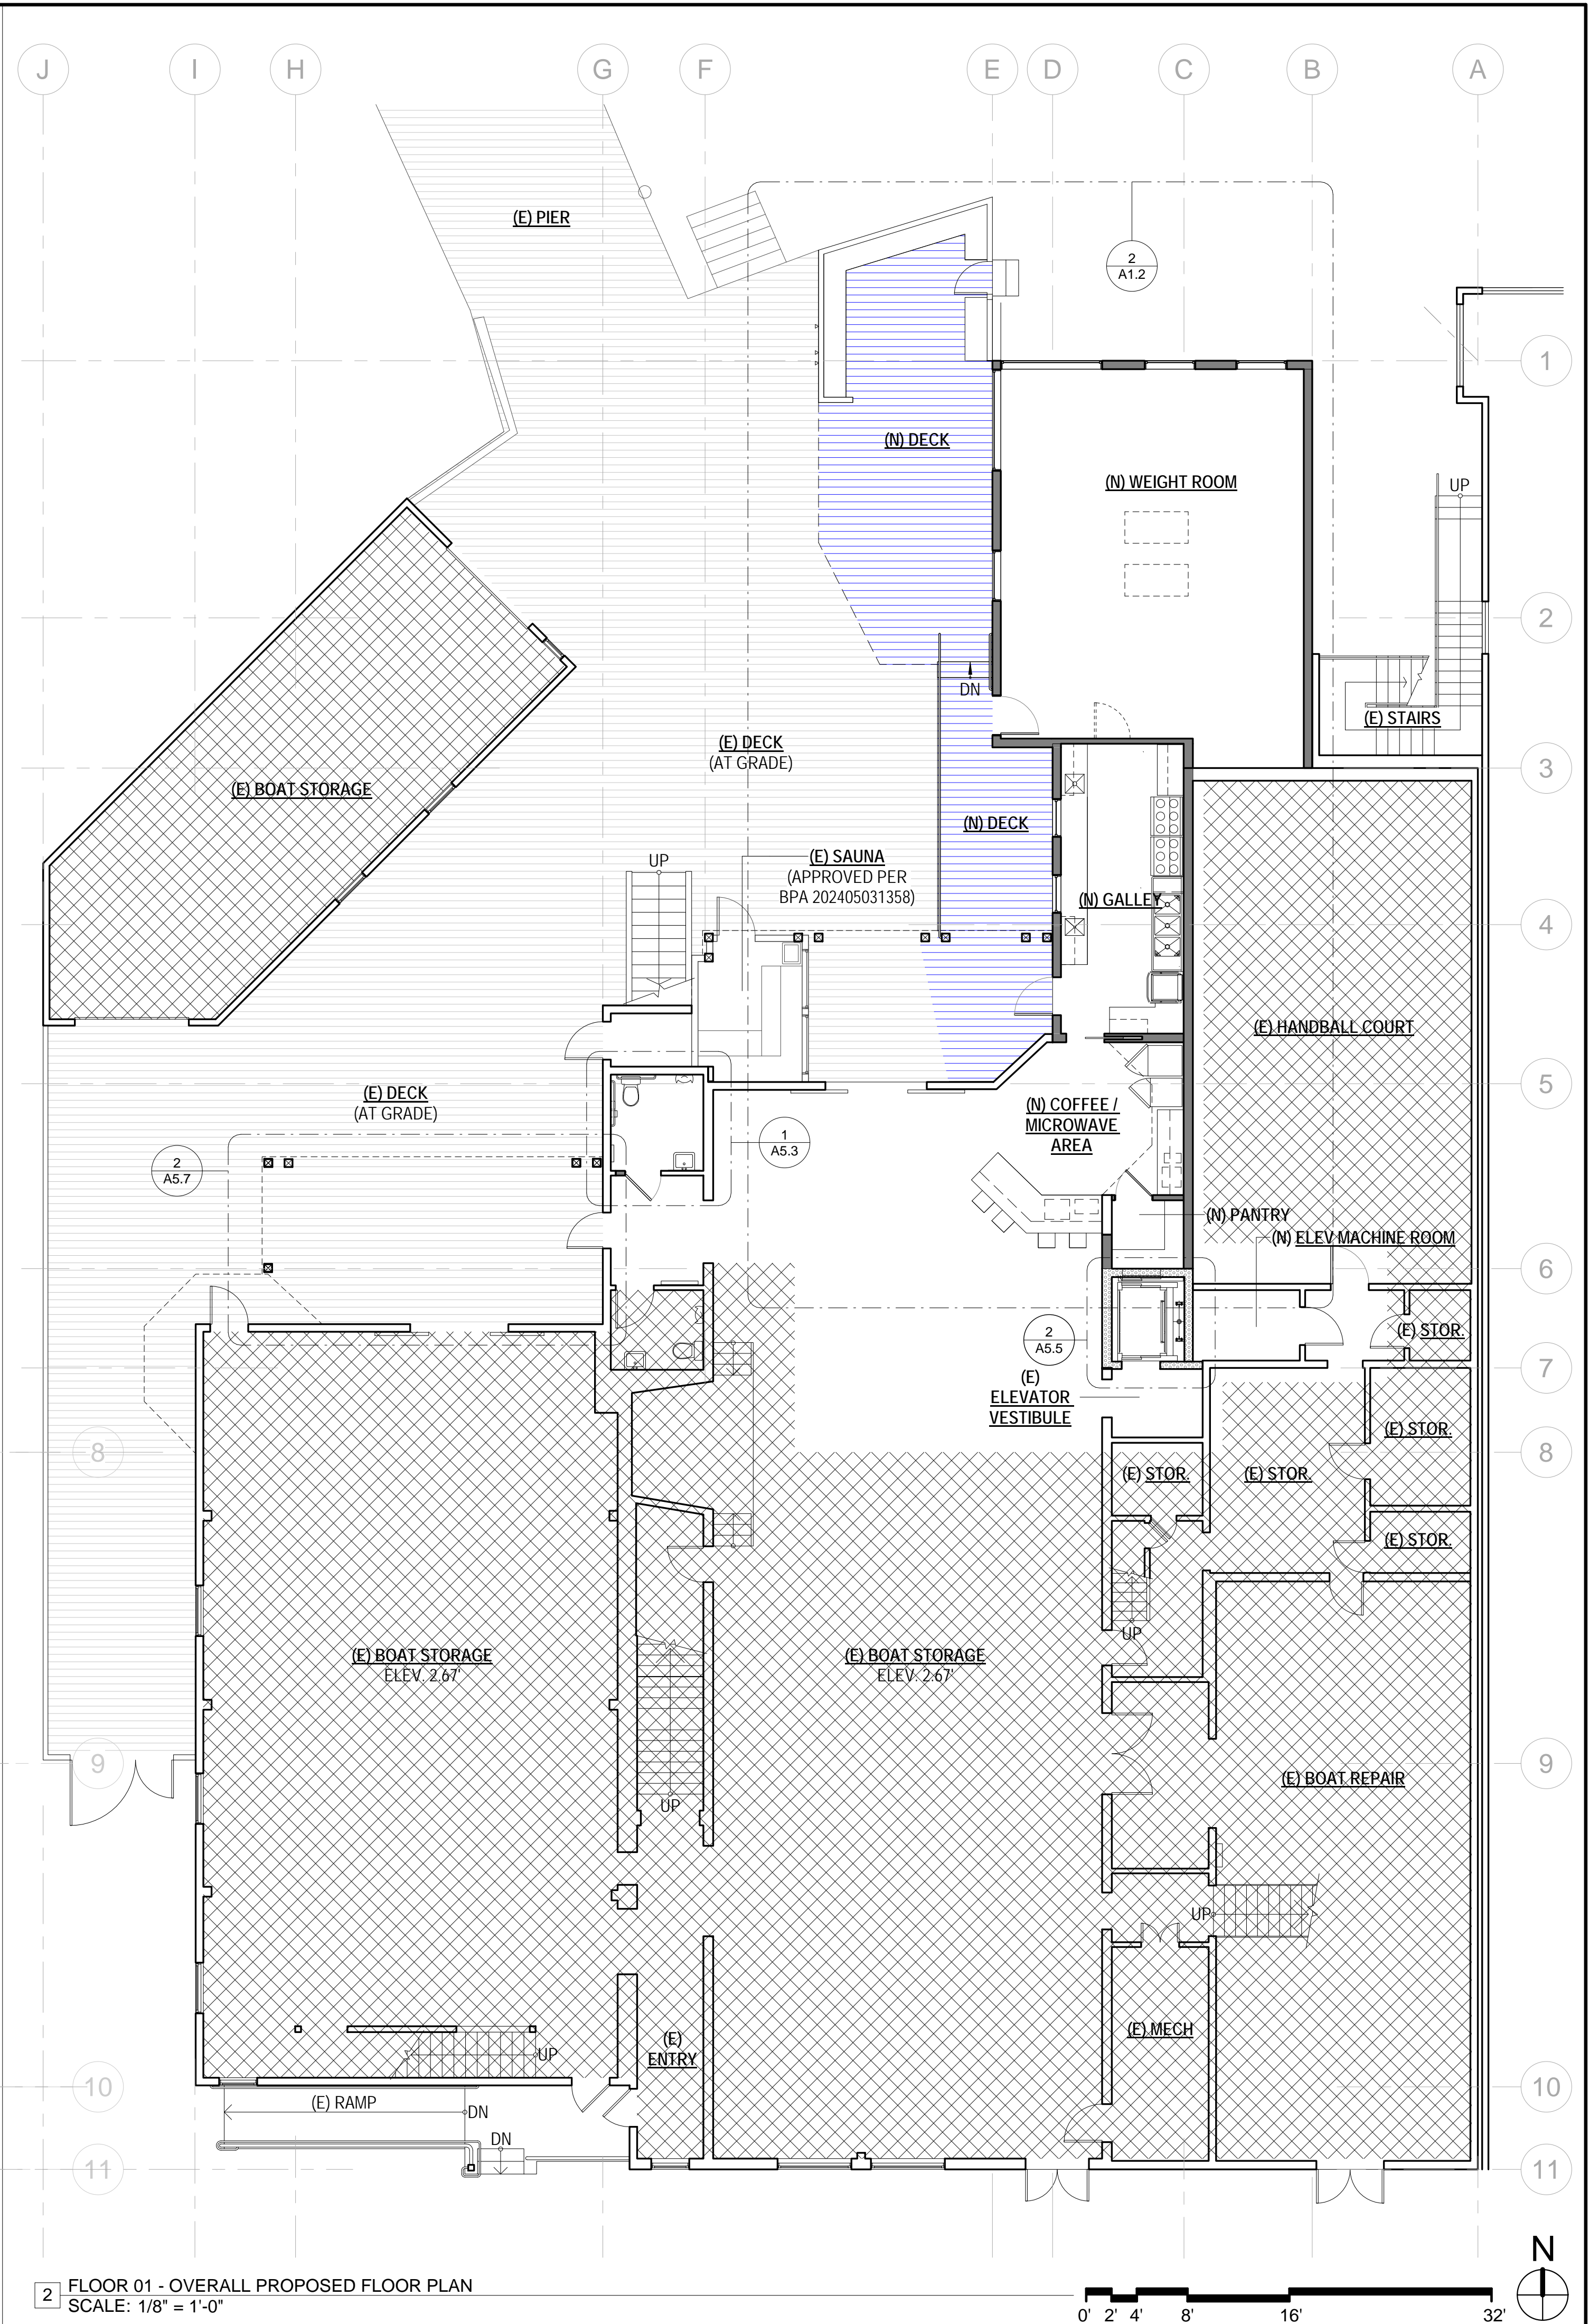 J
I
H
G
F
E
D
C
B
A
(E) PIER
2
A1.2
1
(N) DECK
(N) WEIGHT ROOM
UP
2
DN
(E) STAIRS
(E) DECK
(AT GRADE)
3
(E) BOAT STORAGE
(N) DECK
UP
(E) SAUNA
(APPROVED PER
BPA 202405031358)
(N) GALLEY
4
(E) HANDBALL COURT
5
(E) DECK
(AT GRADE)
(N) COFFEE /
MICROWAVE
AREA
1
A5.3
2
A5.7
(N) PANTRY
(N) ELEV MACHINE ROOM
6
2
A5.5
(E) STOR.
7
(E)
ELEVATOR
VESTIBULE
(E) STOR.
8
8
(E) STOR.
(E) STOR.
(E) STOR.
UP
(E) BOAT STORAGE
ELEV. 2.67'
(E) BOAT STORAGE
ELEV. 2.67'
9
9
(E) BOAT REPAIR
UP
UP
(E) MECH
(E)
ENTRY
UP
10
10
(E) RAMP
DN
DN
11
11
N
2
FLOOR 01 - OVERALL PROPOSED FLOOR PLAN
SCALE: 1/8" = 1'-0"
0' 2' 4' 8' 16' 32'